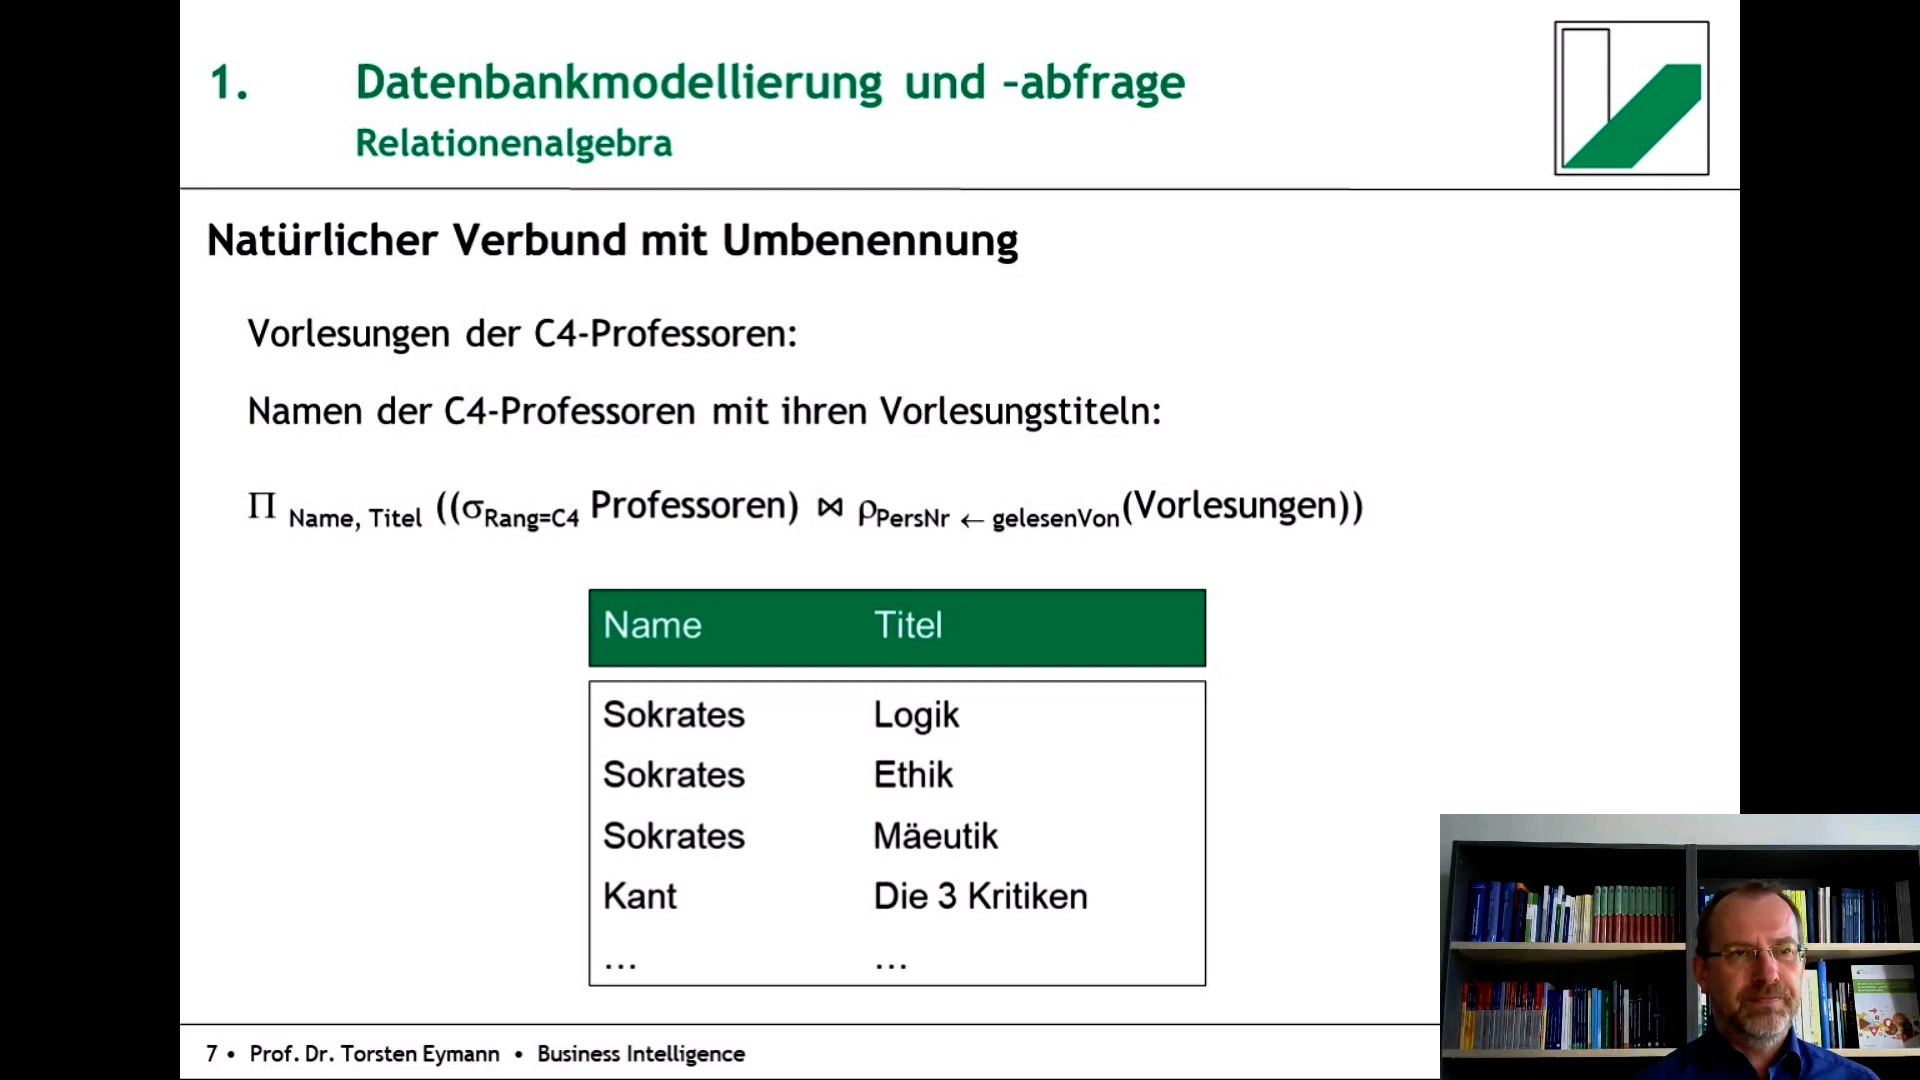 1. Datenbankmodellierung und –abfrage
Relationenalgebra
Natürlicher Verbund mit Umbenennung
Vorlesungen der C4-Professoren:
Namen der C4-Professoren mit ihren Vorlesungstiteln:
Π Name, Titel ((σRang=C4 Professoren) ⋈ ρPersNr ← gelesenVon(Vorlesungen))
Name Titel
Sokrates Logik
Sokrates Ethik
Sokrates Mäeutik
Kant Die 3 Kritiken
... ...
7 • Prof. Dr. Torsten Eymann • Business Intelligence